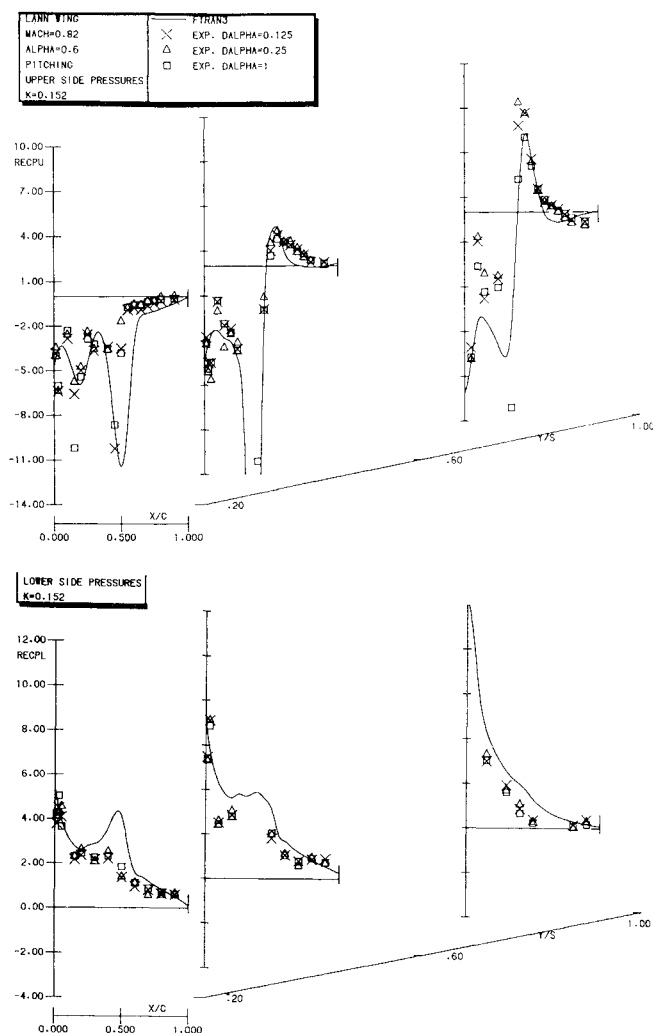 LANN WING
MACH=0.82
ALPHA=0.6
PITCHING
UPPER SIDE PRESSURES
K=0.152
FTRAN3
EXP. DALPHA=0.125
EXP. DALPHA=0.25
EXP. DALPHA=1
10.00
RECPU
7.00
4.00
1.00
-2.00
-5.00
-8.00
-11.00
-14.00
X/C
0.000
0.500
1.000
.20
.60
Y/S
1.00
LOWER SIDE PRESSURES
K=0.152
12.00
RECPL
10.00
8.00
6.00
4.00
2.00
0.00
-2.00
-4.00
X/C
0.000
0.500
1.000
.20
.60
Y/S
1.00